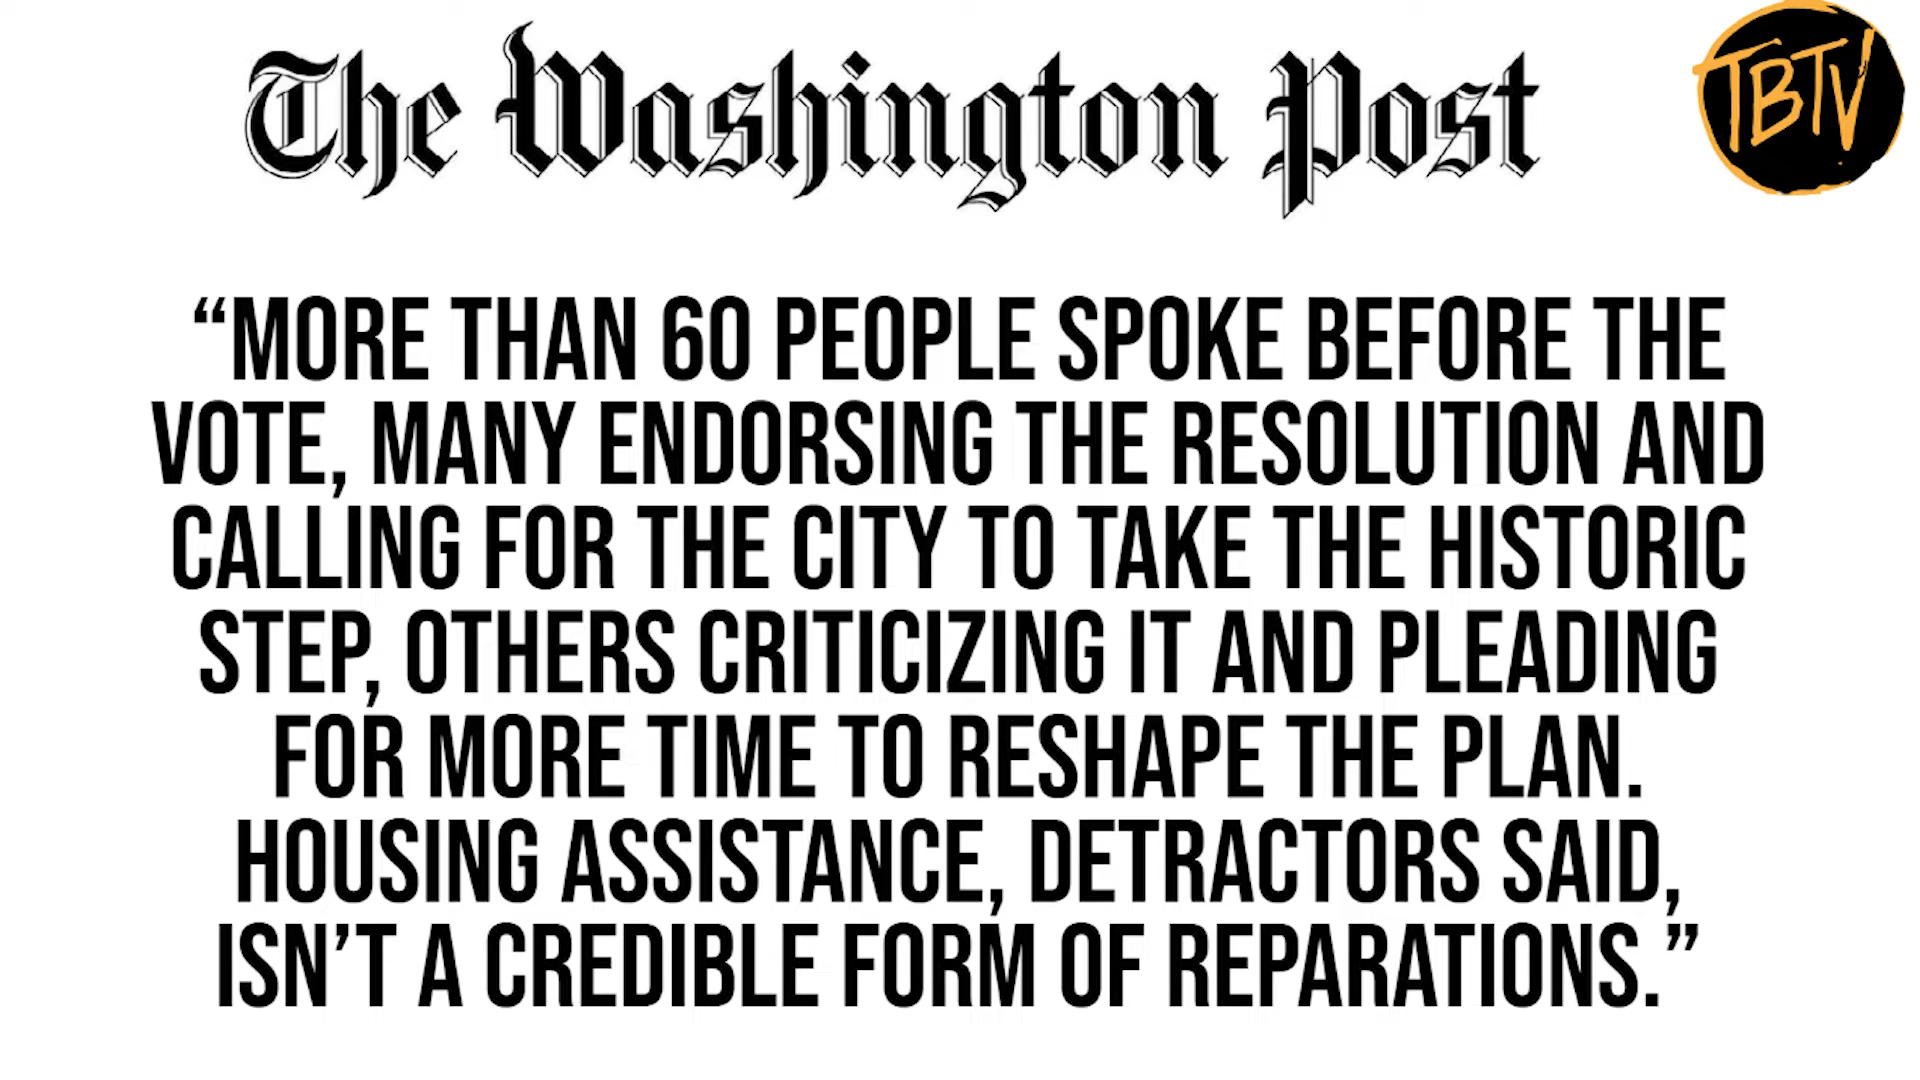 The Washington Post
TBTV
“MORE THAN 60 PEOPLE SPOKE BEFORE THE
VOTE, MANY ENDORSING THE RESOLUTION AND
CALLING FOR THE CITY TO TAKE THE HISTORIC
STEP, OTHERS CRITICIZING IT AND PLEADING
FOR MORE TIME TO RESHAPE THE PLAN.
HOUSING ASSISTANCE, DETRACTORS SAID,
ISN’T A CREDIBLE FORM OF REPARATIONS.”